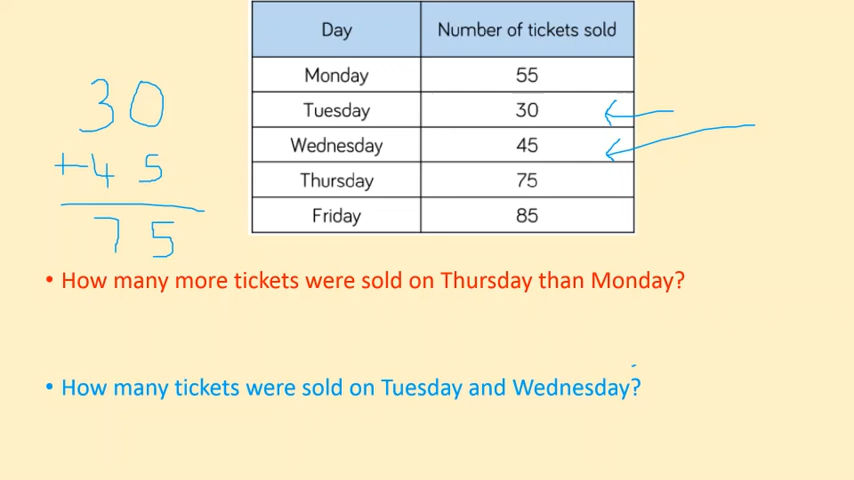 Day Number of tickets sold
Monday 55
Tuesday 30
Wednesday 45
Thursday 75
Friday 85
30
+45
75
• How many more tickets were sold on Thursday than Monday?
• How many tickets were sold on Tuesday and Wednesday?